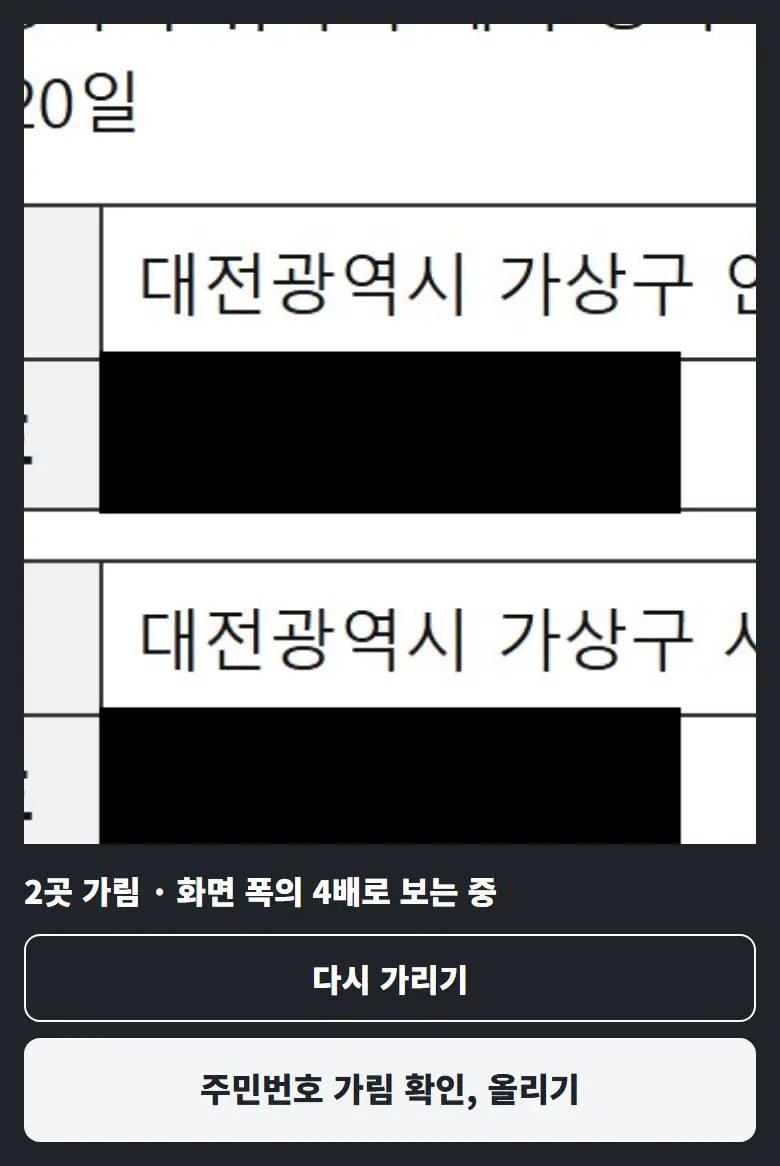 20일
대전광역시 가상구
대전광역시 가상구
2곳 가림 · 화면 폭의 4배로 보는 중
다시 가리기
주민번호 가림 확인, 올리기